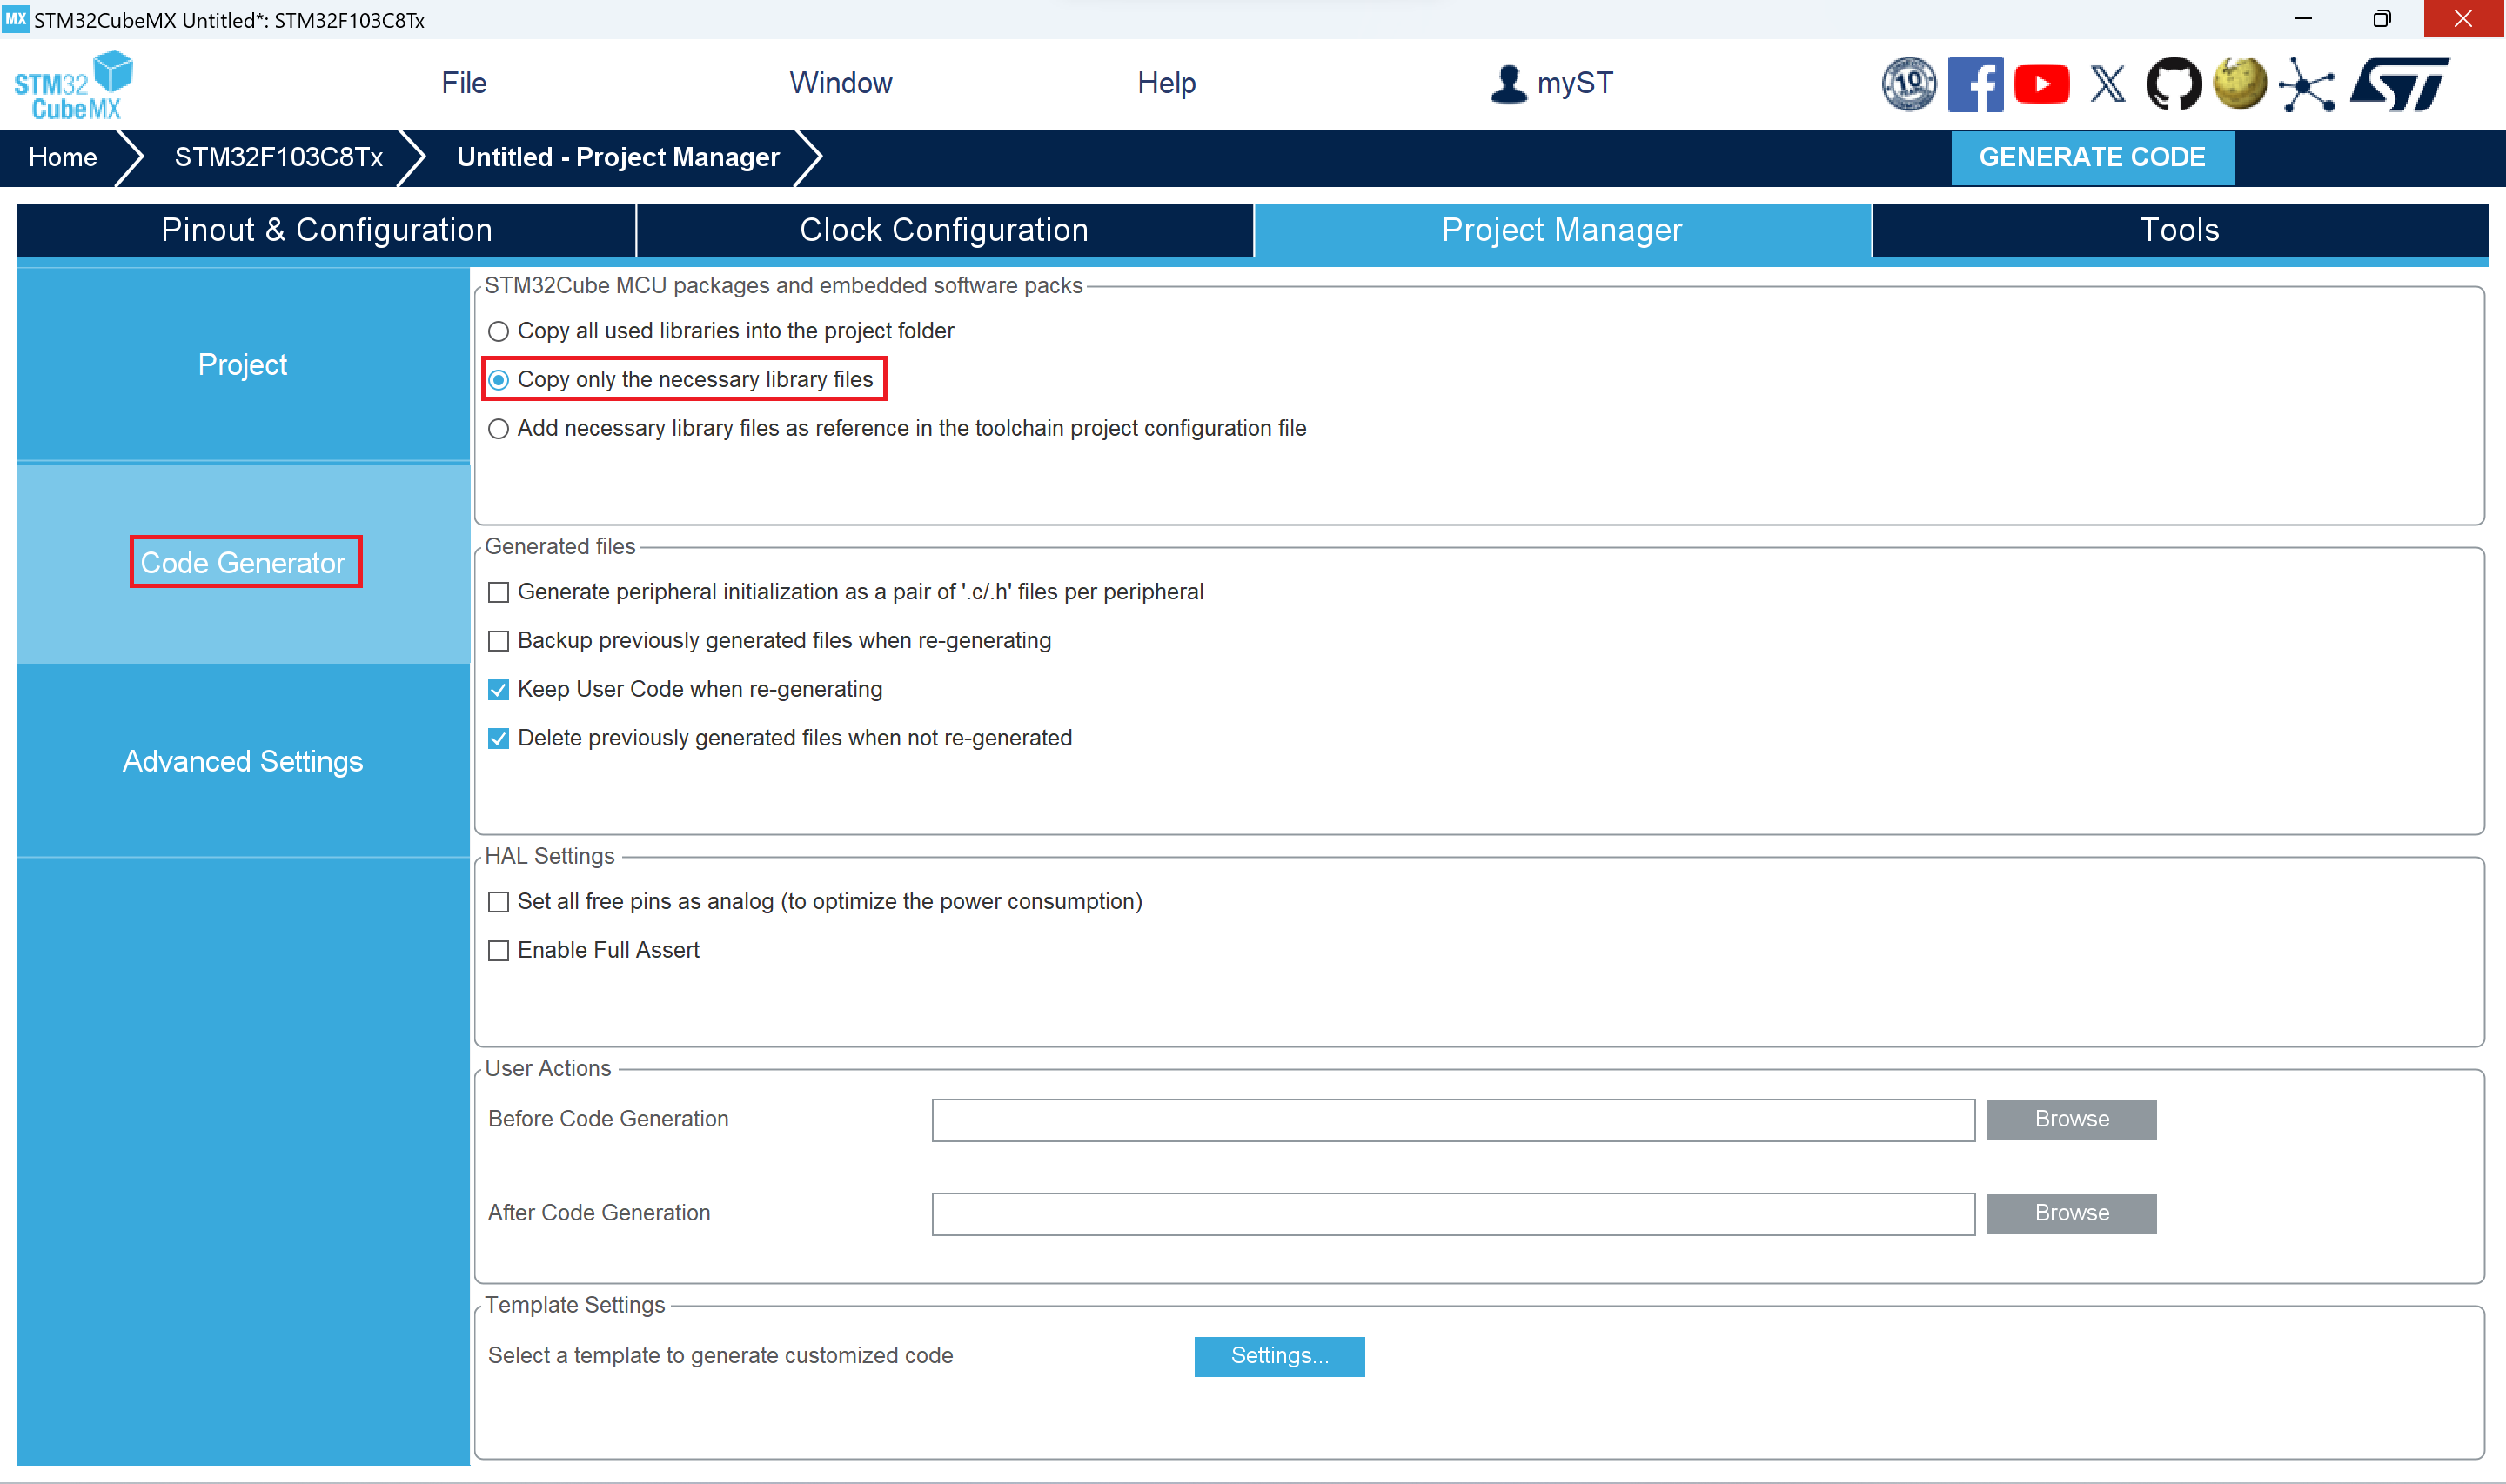 MX STM32CubeMX Untitled*: STM32F103C8Tx
STM32 CubeMX
File
Window
Help
myST
10 YEARS
ST
Home
STM32F103C8Tx
Untitled - Project Manager
GENERATE CODE
Pinout & Configuration
Clock Configuration
Project Manager
Tools
Project
Code Generator
Advanced Settings
STM32Cube MCU packages and embedded software packs
Copy all used libraries into the project folder
Copy only the necessary library files
Add necessary library files as reference in the toolchain project configuration file
Generated files
Generate peripheral initialization as a pair of '.c/.h' files per peripheral
Backup previously generated files when re-generating
Keep User Code when re-generating
Delete previously generated files when not re-generated
HAL Settings
Set all free pins as analog (to optimize the power consumption)
Enable Full Assert
User Actions
Before Code Generation
Browse
After Code Generation
Browse
Template Settings
Select a template to generate customized code
Settings...